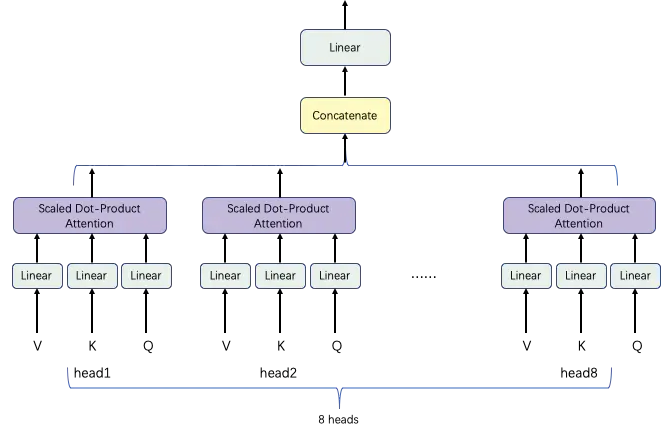 Linear
Concatenate
Scaled Dot-Product
Attention
Scaled Dot-Product
Attention
Scaled Dot-Product
Attention
Linear Linear Linear
Linear Linear Linear
......
Linear Linear Linear
V K Q
V K Q
V K Q
head1
head2
head8
8 heads